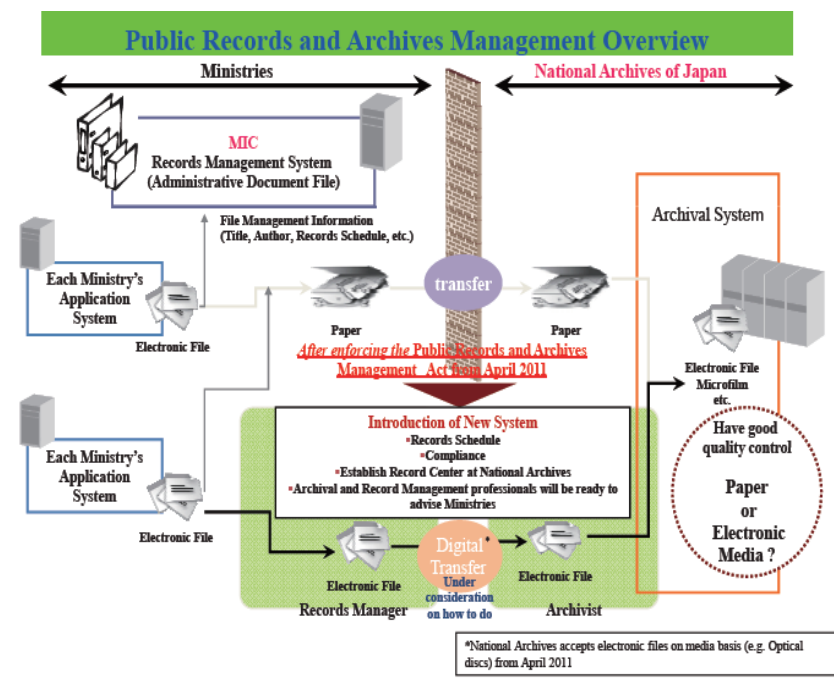 Public Records and Archives Management Overview
Ministries
National Archives of Japan
MIC
Records Management System
(Administrative Document File)
File Management Information
(Title, Author, Records Schedule, etc.)
Archival System
Each Ministry's
Application
System
Electronic File
Paper
transfer
Paper
After enforcing the Public Records and Archives
Management Act from April 2011
Electronic File
Microfilm
etc.
Introduction of New System
▪Records Schedule
▪Compliance
▪Establish Record Center at National Archives
▪Archival and Record Management professionals will be ready to
advise Ministries
Have good
quality control
Paper
or
Electronic
Media ?
Each Ministry's
Application
System
Electronic File
Electronic File
Digital*
Transfer
Under
consideration
on how to do
Electronic File
Records Manager
Archivist
*National Archives accepts electronic files on media basis (e.g. Optical
discs) from April 2011